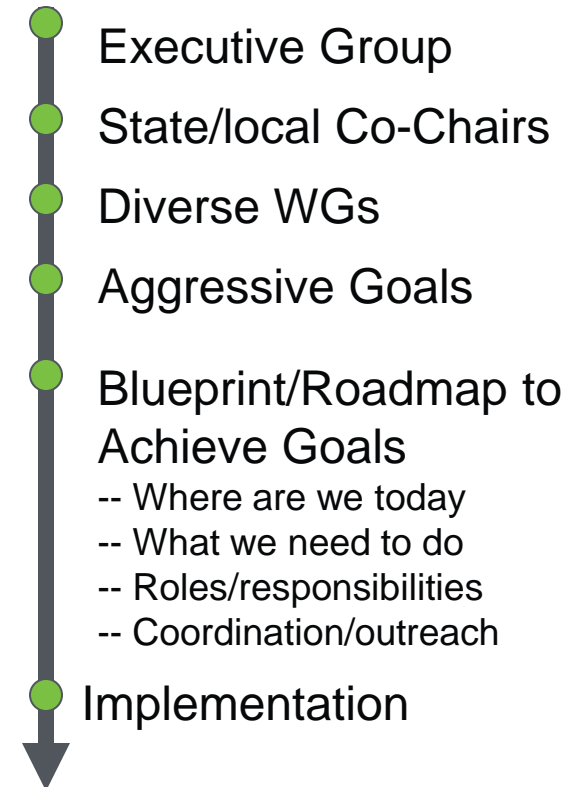 Executive Group
State/local Co-Chairs
Diverse WGs
Aggressive Goals
Blueprint/Roadmap to
Achieve Goals
-- Where are we today
-- What we need to do
-- Roles/responsibilities
-- Coordination/outreach
Implementation